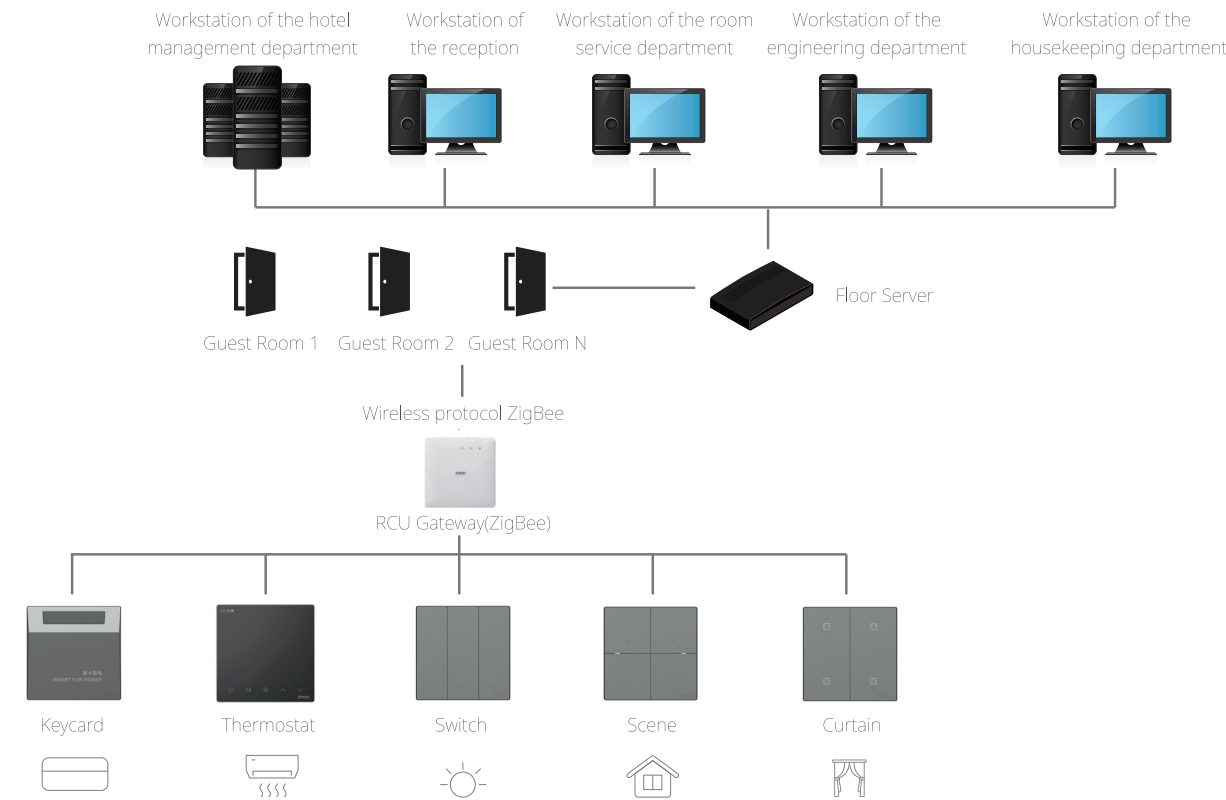 Workstation of the hotel
management department
Workstation of
the reception
Workstation of the room
service department
Workstation of the
engineering department
Workstation of the
housekeeping department
Floor Server
Guest Room 1
Guest Room 2
Guest Room N
Wireless protocol ZigBee
RCU Gateway(ZigBee)
INSERT FOR POWER
Keycard
Thermostat
Switch
Scene
Curtain